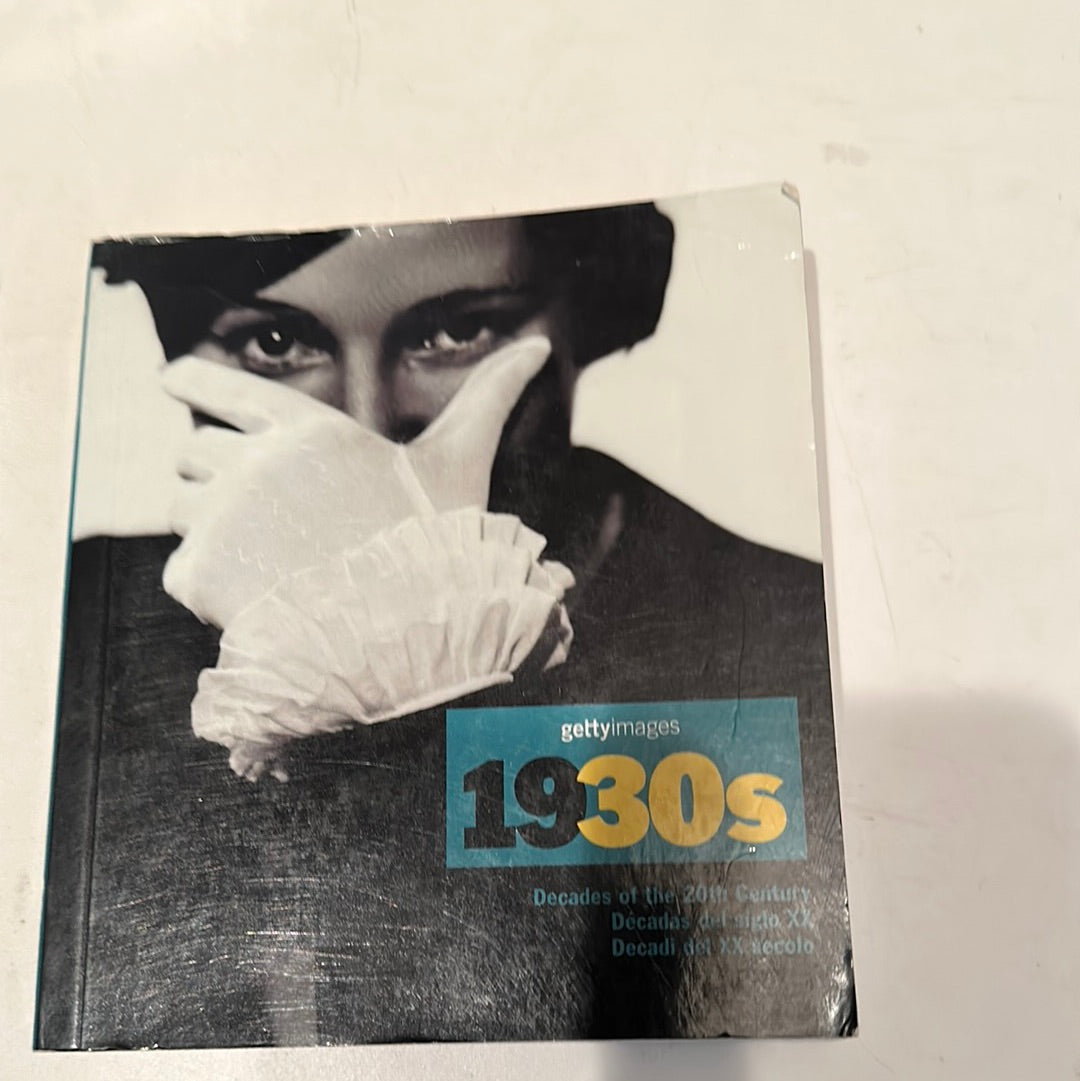 gettyimages
1930s
Decades of the 20th Century
Décadas del siglo XX
Decadi del XX secolo